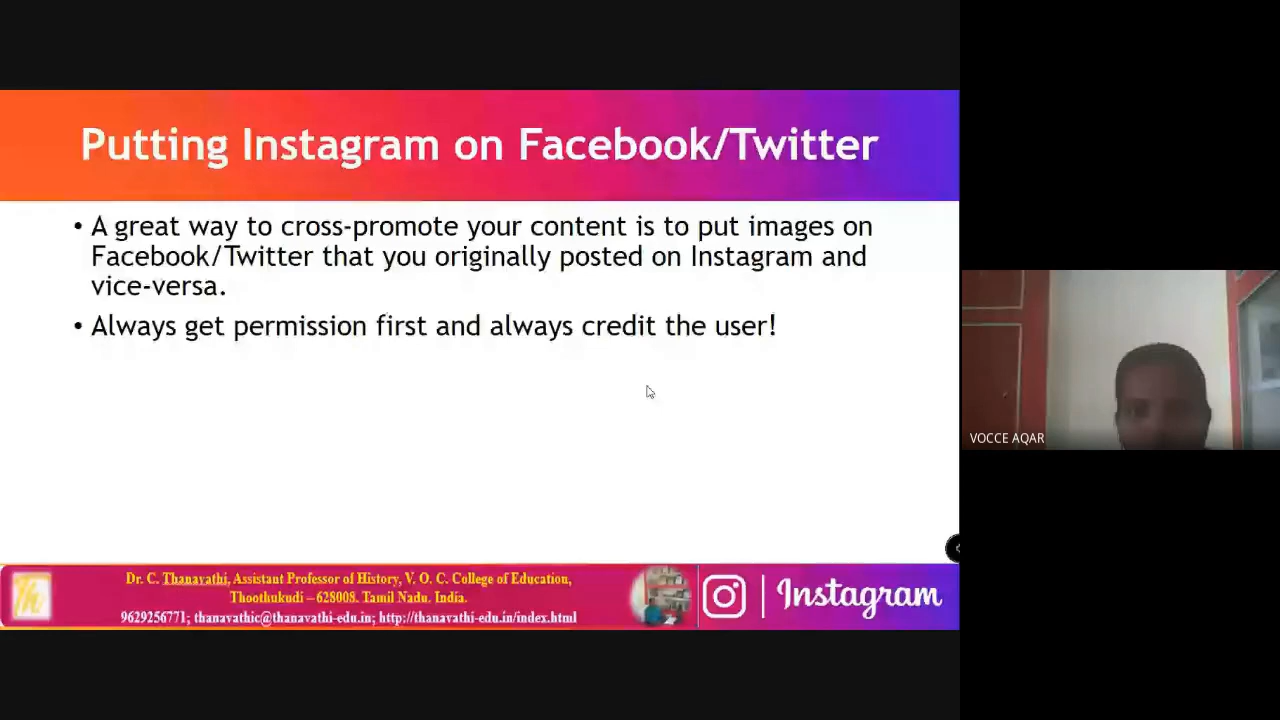 Putting Instagram on Facebook/Twitter
• A great way to cross-promote your content is to put images on
Facebook/Twitter that you originally posted on Instagram and
vice-versa.
• Always get permission first and always credit the user!
VOCCE AQAR
Th
Dr. C. Thanavathi, Assistant Professor of History, V. O. C. College of Education,
Thoothukudi – 628008. Tamil Nadu. India.
9629256771; thanavathic@thanavathi-edu.in; http://thanavathi-edu.in/index.html
Instagram